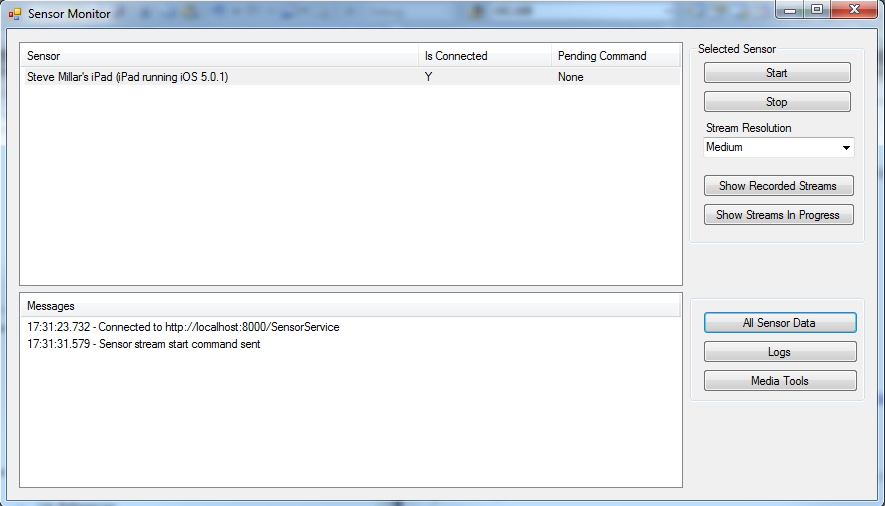 Sensor Monitor
Sensor Is Connected Pending Command
Steve Millar's iPad (iPad running iOS 5.0.1) Y None
Selected Sensor
Start
Stop
Stream Resolution
Medium
Show Recorded Streams
Show Streams In Progress
Messages
17:31:23.732 - Connected to http://localhost:8000/SensorService
17:31:31.579 - Sensor stream start command sent
All Sensor Data
Logs
Media Tools